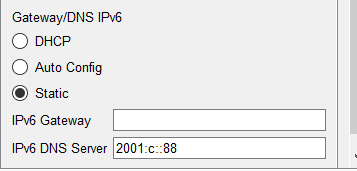 Gateway/DNS IPv6
DHCP
Auto Config
Static
IPv6 Gateway
IPv6 DNS Server 2001:c::88